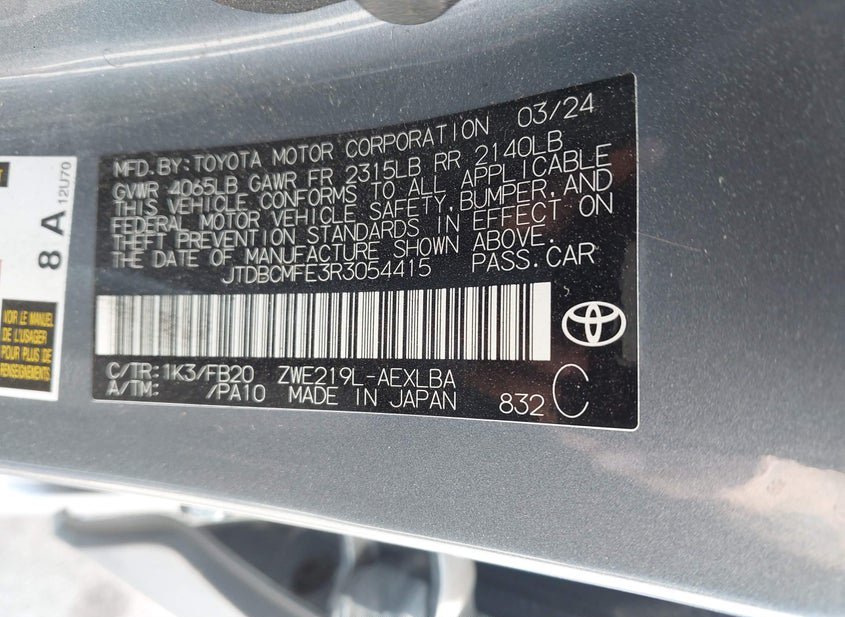 MFD.BY:TOYOTA MOTOR CORPORATION 03/24
GVWR 4065LB GAWR FR 2315LB RR 2140LB
THIS VEHICLE CONFORMS TO ALL APPLICABLE
FEDERAL MOTOR VEHICLE SAFETY,BUMPER,AND
THEFT PREVENTION STANDARDS IN EFFECT ON
THE DATE OF MANUFACTURE SHOWN ABOVE.
JTDBCMFE3R3054415 PASS.CAR
C/TR:1K3/FB20 ZWE219L-AEXLBA
A/TM: /PA10 MADE IN JAPAN 832 C
8 A 12U70
VOIR LE MANUEL
DE L'USAGER
POUR PLUS DE
RENSEIGNEMENTS